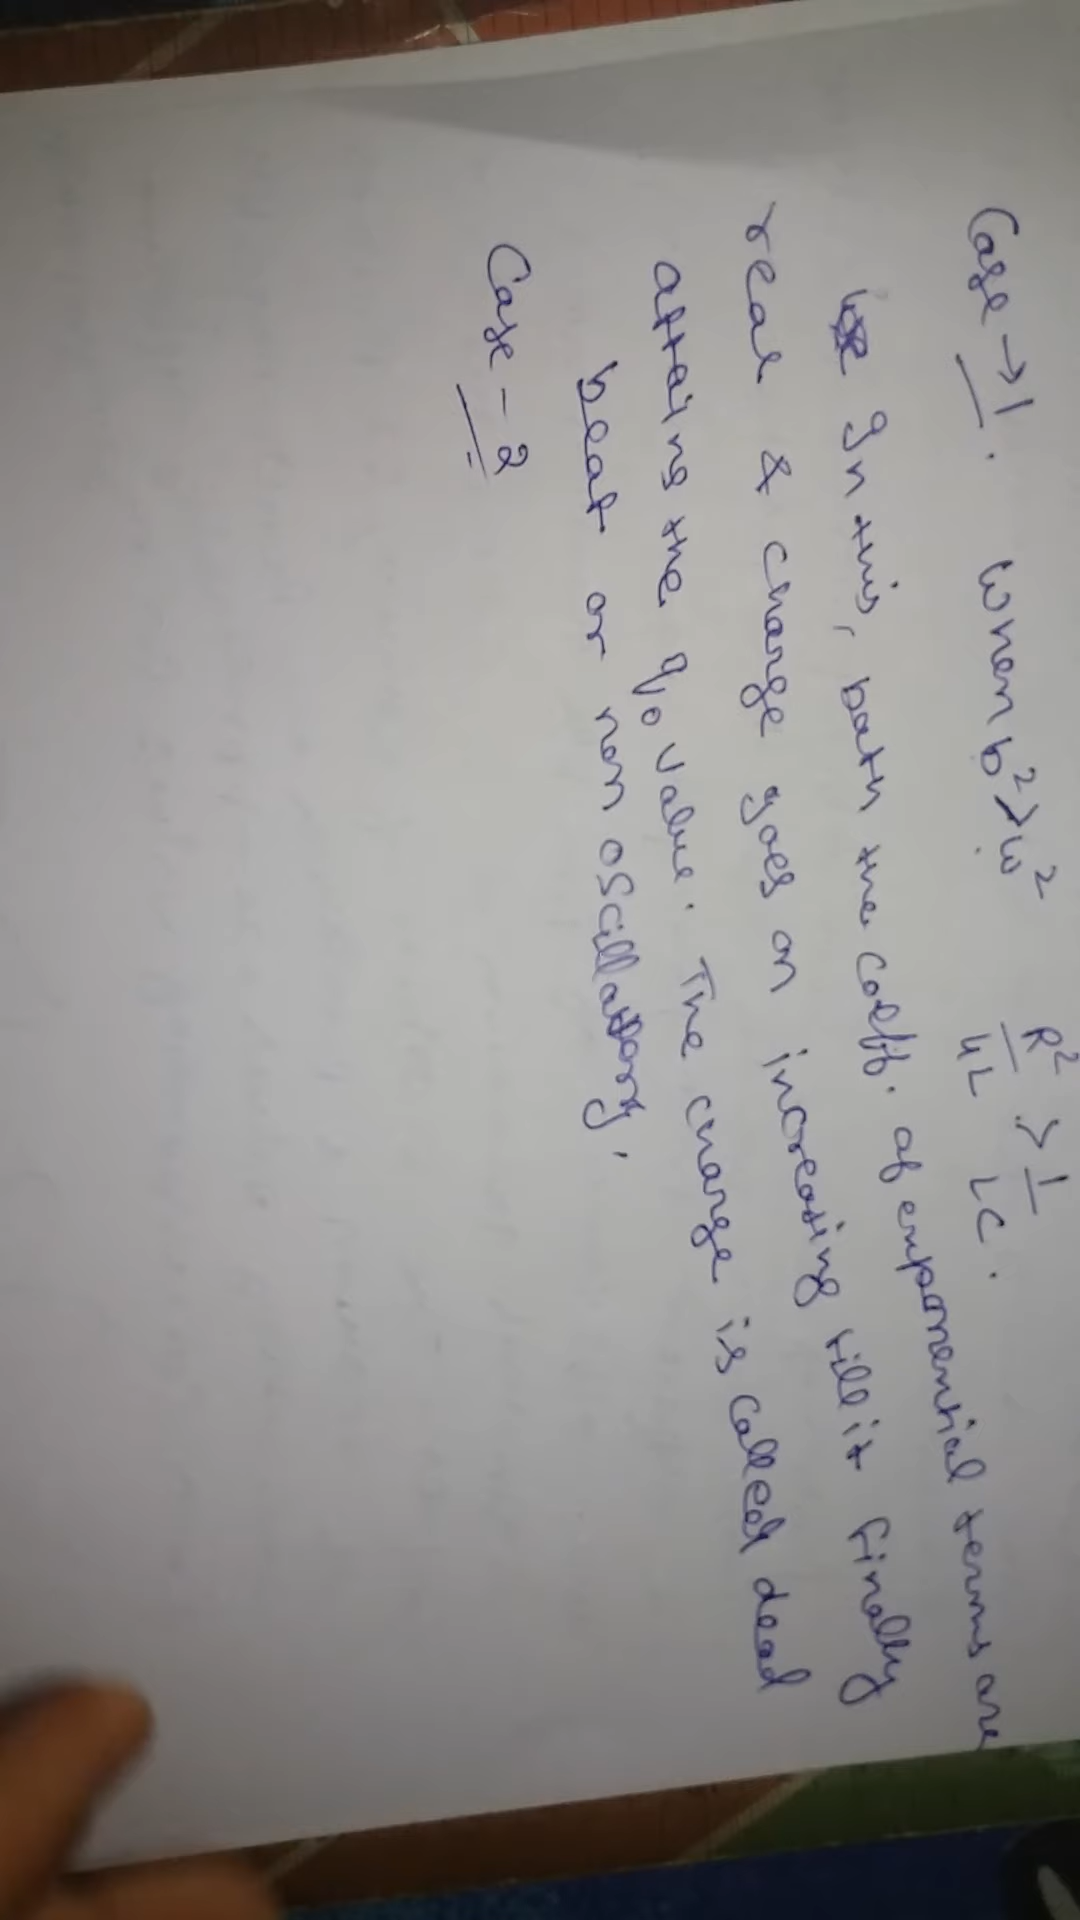 Case → 1. When b² > ω² R²/4L > 1/LC.
In this, both the coeff. of exponential terms are
real & charge goes on increasing till it finally
attains the q₀ value. The charge is called dead
beat or non oscillatory.
Case - 2